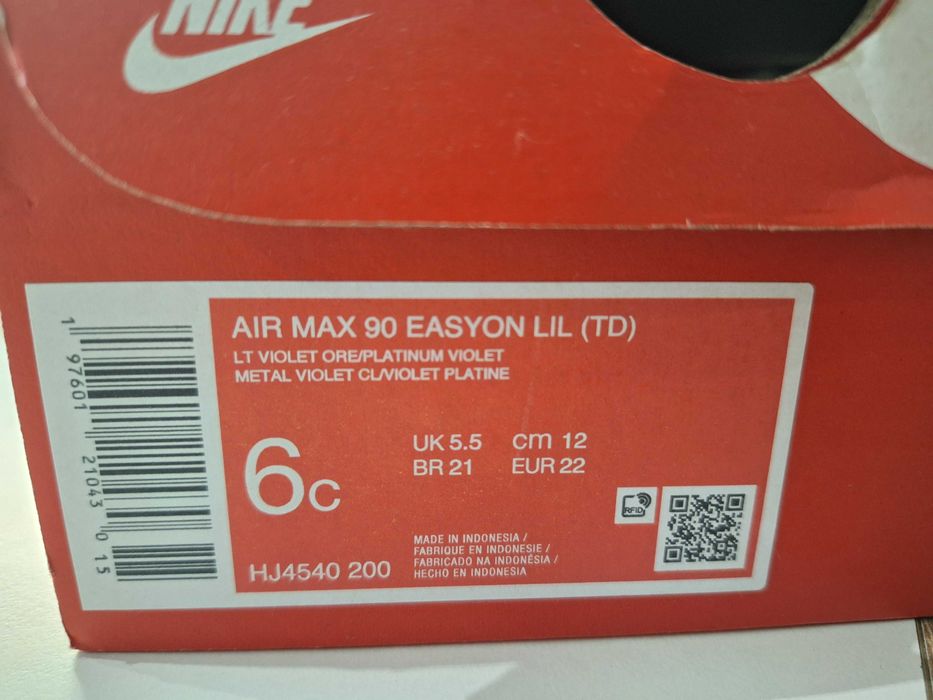 NIKE
AIR MAX 90 EASYON LIL (TD)
LT VIOLET ORE/PLATINUM VIOLET
METAL VIOLET CL/VIOLET PLATINE
6C
UK 5.5 cm 12
BR 21 EUR 22
RFID
MADE IN INDONESIA /
FABRIQUE EN INDONESIE /
FABRICADO NA INDONÉSIA /
HECHO EN INDONESIA
HJ4540 200
1 97601 21043 0 15